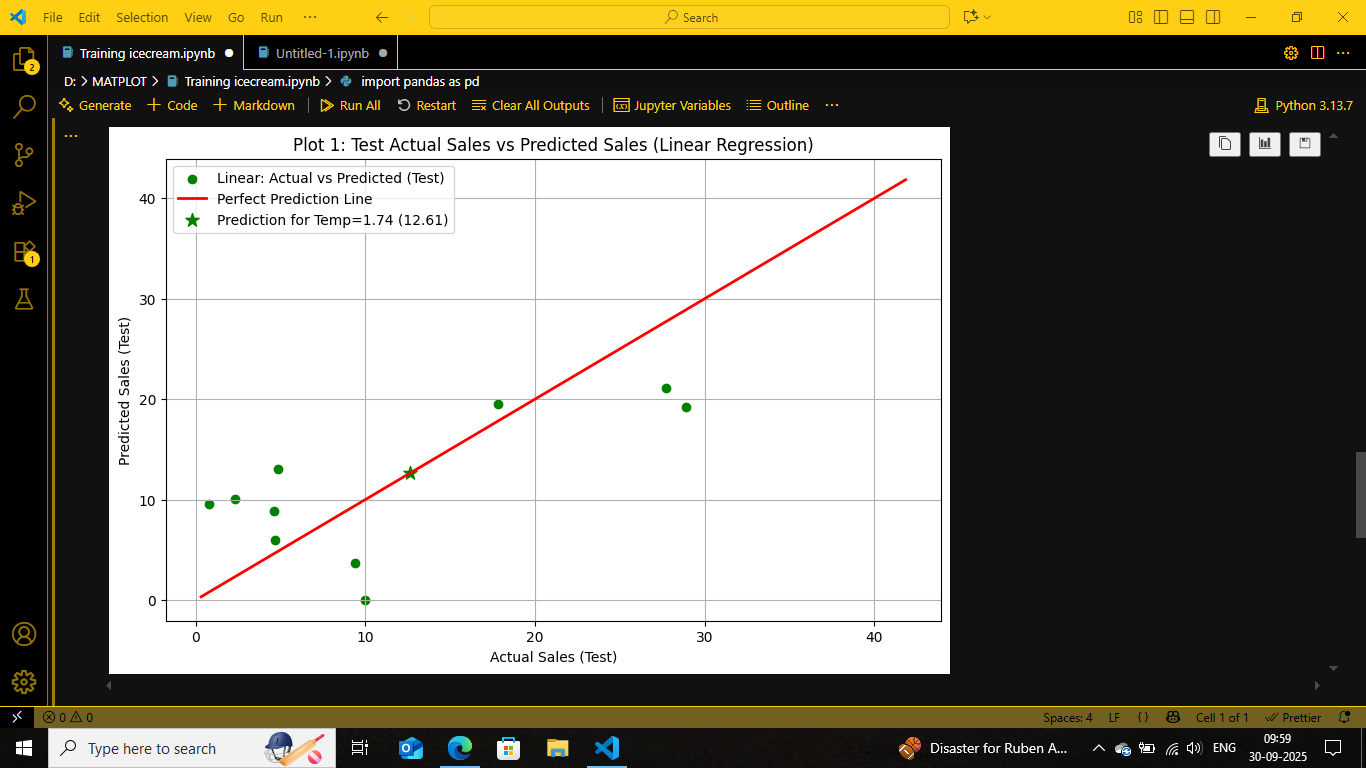 File Edit Selection View Go Run ··· Search
Training icecream.ipynb Untitled-1.ipynb
D: > MATPLOT > Training icecream.ipynb > import pandas as pd
Generate + Code + Markdown Run All Restart Clear All Outputs Jupyter Variables Outline ··· Python 3.13.7
2
1
Plot 1: Test Actual Sales vs Predicted Sales (Linear Regression)
Linear: Actual vs Predicted (Test)
Perfect Prediction Line
Prediction for Temp=1.74 (12.61)
40
30
20
10
0
Predicted Sales (Test)
0 10 20 30 40
Actual Sales (Test)
0 0 Spaces: 4 LF { } Cell 1 of 1 Prettier
Type here to search Disaster for Ruben A... ENG 09:59
30-09-2025